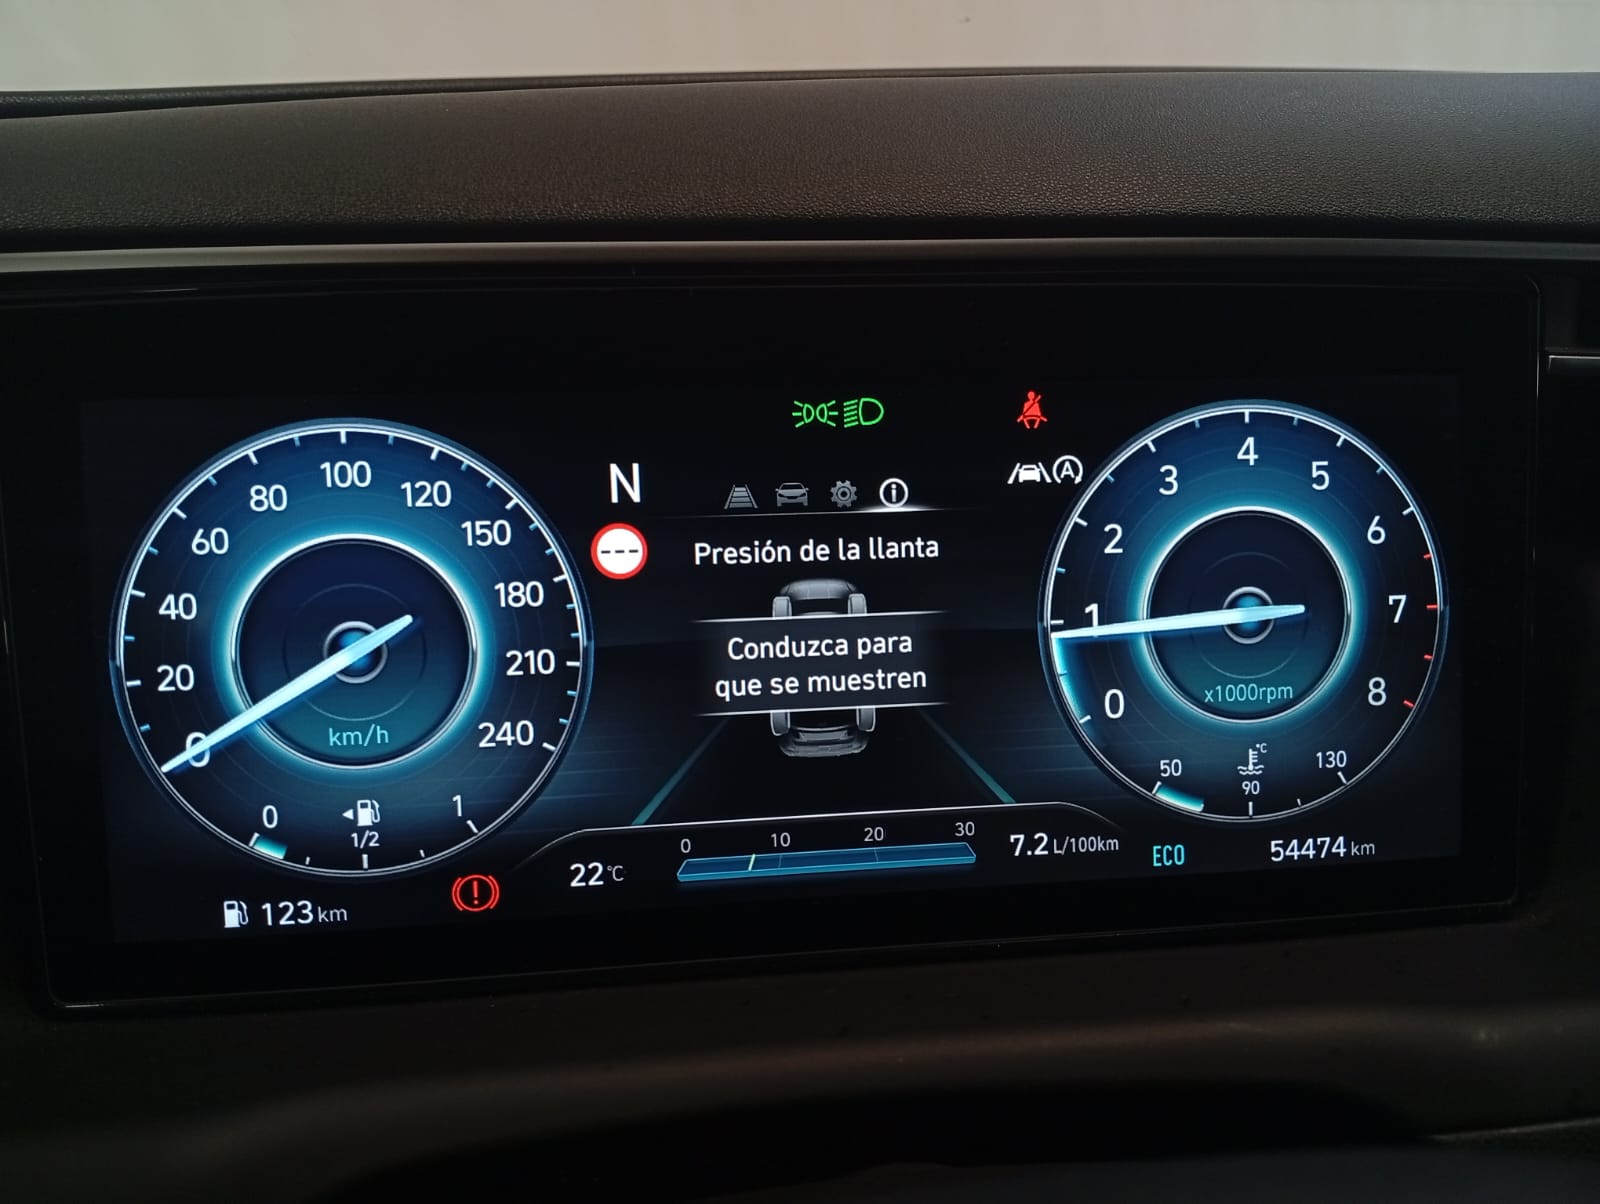 N
---
Presión de la llanta
Conduzca para
que se muestren
0
20
40
60
80
100
120
150
180
210
240
km/h
0
1/2
1
123 km
22°C
0
10
20
30
7.2 L/100km
ECO
54474 km
A
0
1
2
3
4
5
6
7
8
x1000rpm
50
°C
90
130